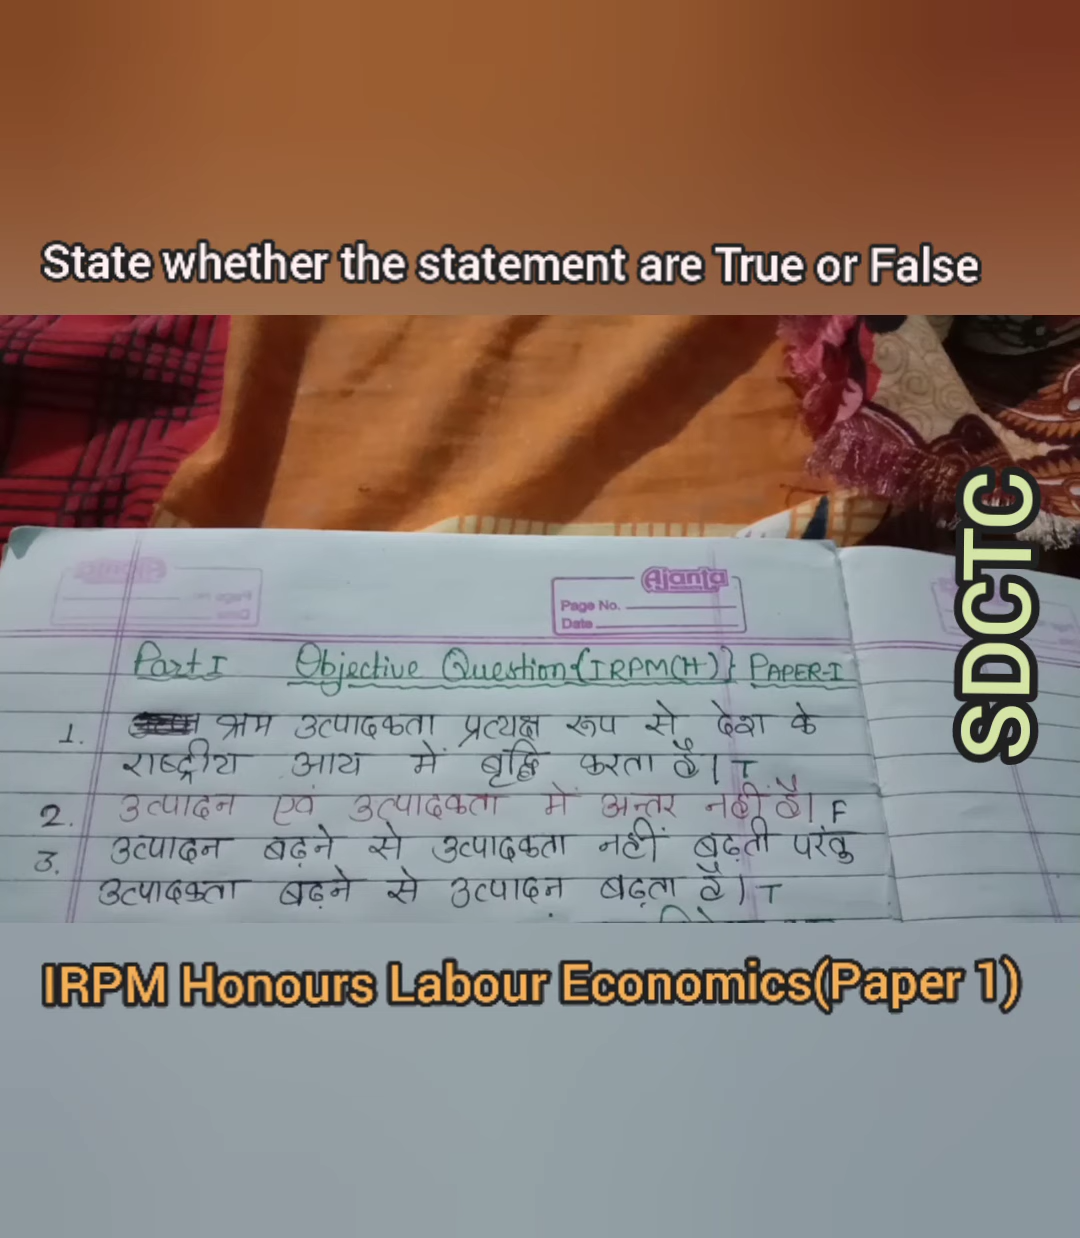 State whether the statement are True or False
Ajanta
Page No.
Date
Part I Objective Question {IRPM(H)} PAPER-I
1. श्रम उत्पादकता प्रत्यक्ष रूप से देश के
राष्ट्रीय आय में बृद्धि करता है। T
2. उत्पादन एवं उत्पादकता में अन्तर नहीं है। F
3. उत्पादन बढ़ने से उत्पादकता नहीं बढ़ती परंतु
उत्पादकता बढ़ने से उत्पादन बढ़ता है। T
SDCTC
IRPM Honours Labour Economics(Paper 1)